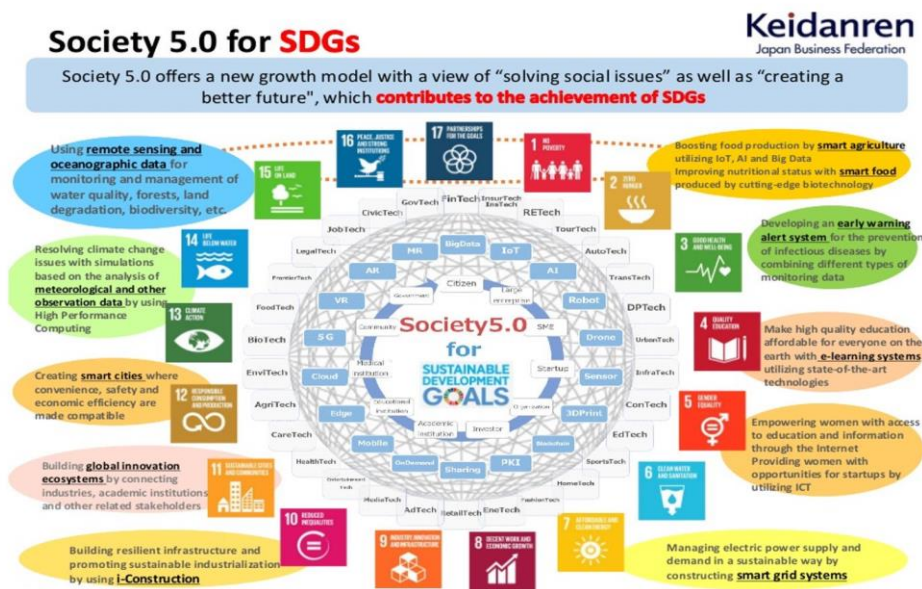 Keidanren
Japan Business Federation
Society 5.0 for SDGs
Society 5.0 offers a new growth model with a view of “solving social issues” as well as “creating a
better future", which contributes to the achievement of SDGs
Using remote sensing and
oceanographic data for
monitoring and management of
water quality, forests, land
degradation, biodiversity, etc.
Resolving climate change
issues with simulations
based on the analysis of
meteorological and other
observation data by using
High Performance
Computing
Creating smart cities where
convenience, safety and
economic efficiency are
made compatible
Building global innovation
ecosystems by connecting
industries, academic institutions
and other related stakeholders
Building resilient infrastructure and
promoting sustainable industrialization
by using i-Construction
17 PARTNERSHIPS
FOR THE GOALS
16 PEACE, JUSTICE
AND STRONG
INSTITUTIONS
15 LIFE
ON LAND
14 LIFE
BELOW WATER
13 CLIMATE
ACTION
12 RESPONSIBLE
CONSUMPTION
AND PRODUCTION
11 SUSTAINABLE CITIES
AND COMMUNITIES
10 REDUCED
INEQUALITIES
9 INDUSTRY, INNOVATION
AND INFRASTRUCTURE
8 DECENT WORK AND
ECONOMIC GROWTH
7 AFFORDABLE AND
CLEAN ENERGY
6 CLEAN WATER
AND SANITATION
5 GENDER
EQUALITY
4 QUALITY
EDUCATION
3 GOOD HEALTH
AND WELL-BEING
2 ZERO
HUNGER
1 NO
POVERTY
FinTech
InsurTech
InsTech
RETech
TourTech
AutoTech
TransTech
DPTech
UrbanTech
InfraTech
ConTech
EdTech
SportsTech
HomeTech
FashionTech
EneTech
RetailTech
AdTech
MediaTech
Entertainment
Tech
HealthTech
CareTech
AgriTech
EnviTech
BioTech
FoodTech
FrontierTech
LegalTech
JobTech
CivicTech
GovTech
BigData
IoT
AI
Robot
Drone
Sensor
3DPrint
Blockchain
PKI
Sharing
OnDemand
Mobile
Edge
Cloud
5G
VR
AR
MR
Citizen
Large
enterprise
SME
Startup
Organization
Investor
Academic
institution
Educational
institution
Medical
institution
Community
Government
Society5.0
for
SUSTAINABLE
DEVELOPMENT
GOALS
Boosting food production by smart agriculture
utilizing IoT, AI and Big Data
Improving nutritional status with smart food
produced by cutting-edge biotechnology
Developing an early warning
alert system for the prevention
of infectious diseases by
combining different types of
monitoring data
Make high quality education
affordable for everyone on the
earth with e-learning systems
utilizing state-of-the-art
technologies
Empowering women with access
to education and information
through the Internet
Providing women with
opportunities for startups by
utilizing ICT
Managing electric power supply and
demand in a sustainable way by
constructing smart grid systems